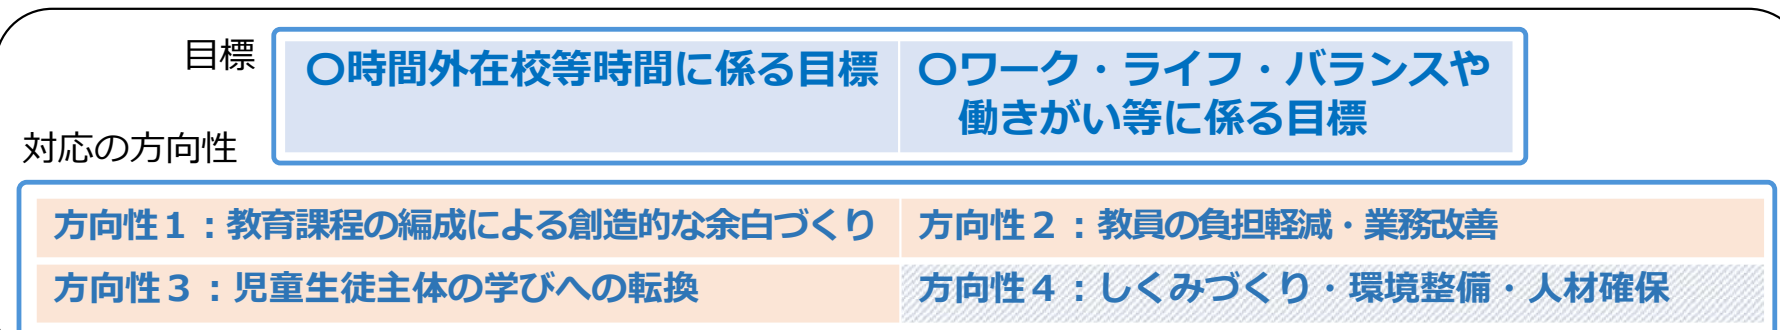 目標
〇時間外在校等時間に係る目標
〇ワーク・ライフ・バランスや
働きがい等に係る目標
対応の方向性
方向性１：教育課程の編成による創造的な余白づくり
方向性２：教員の負担軽減・業務改善
方向性３：児童生徒主体の学びへの転換
方向性４：しくみづくり・環境整備・人材確保